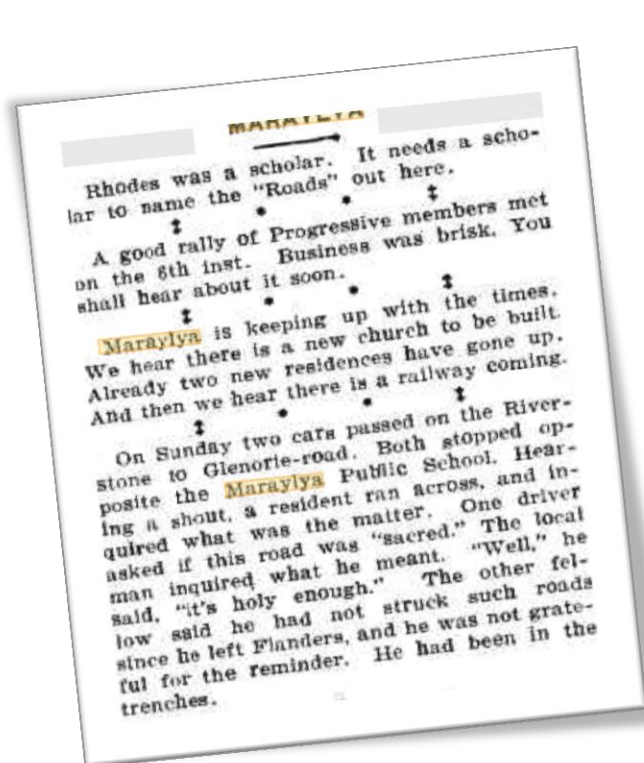 MARAYLYA
Rhodes was a scholar. It needs a scho-
lar to name the "Roads" out here.
A good rally of Progressive members met
on the 6th inst. Business was brisk. You
shall hear about it soon.
Maraylya is keeping up with the times.
We hear there is a new church to be built.
Already two new residences have gone up.
And then we hear there is a railway coming.
On Sunday two cars passed on the River-
stone to Glenorie-road. Both stopped op-
posite the Maraylya Public School. Hear-
ing a shout, a resident ran across, and in-
quired what was the matter. One driver
asked if this road was "sacred." The local
man inquired what he meant. "Well," he
said, "it's holy enough." The other fel-
low said he had not struck such roads
since he left Flanders, and he was not grate-
ful for the reminder. He had been in the
trenches.